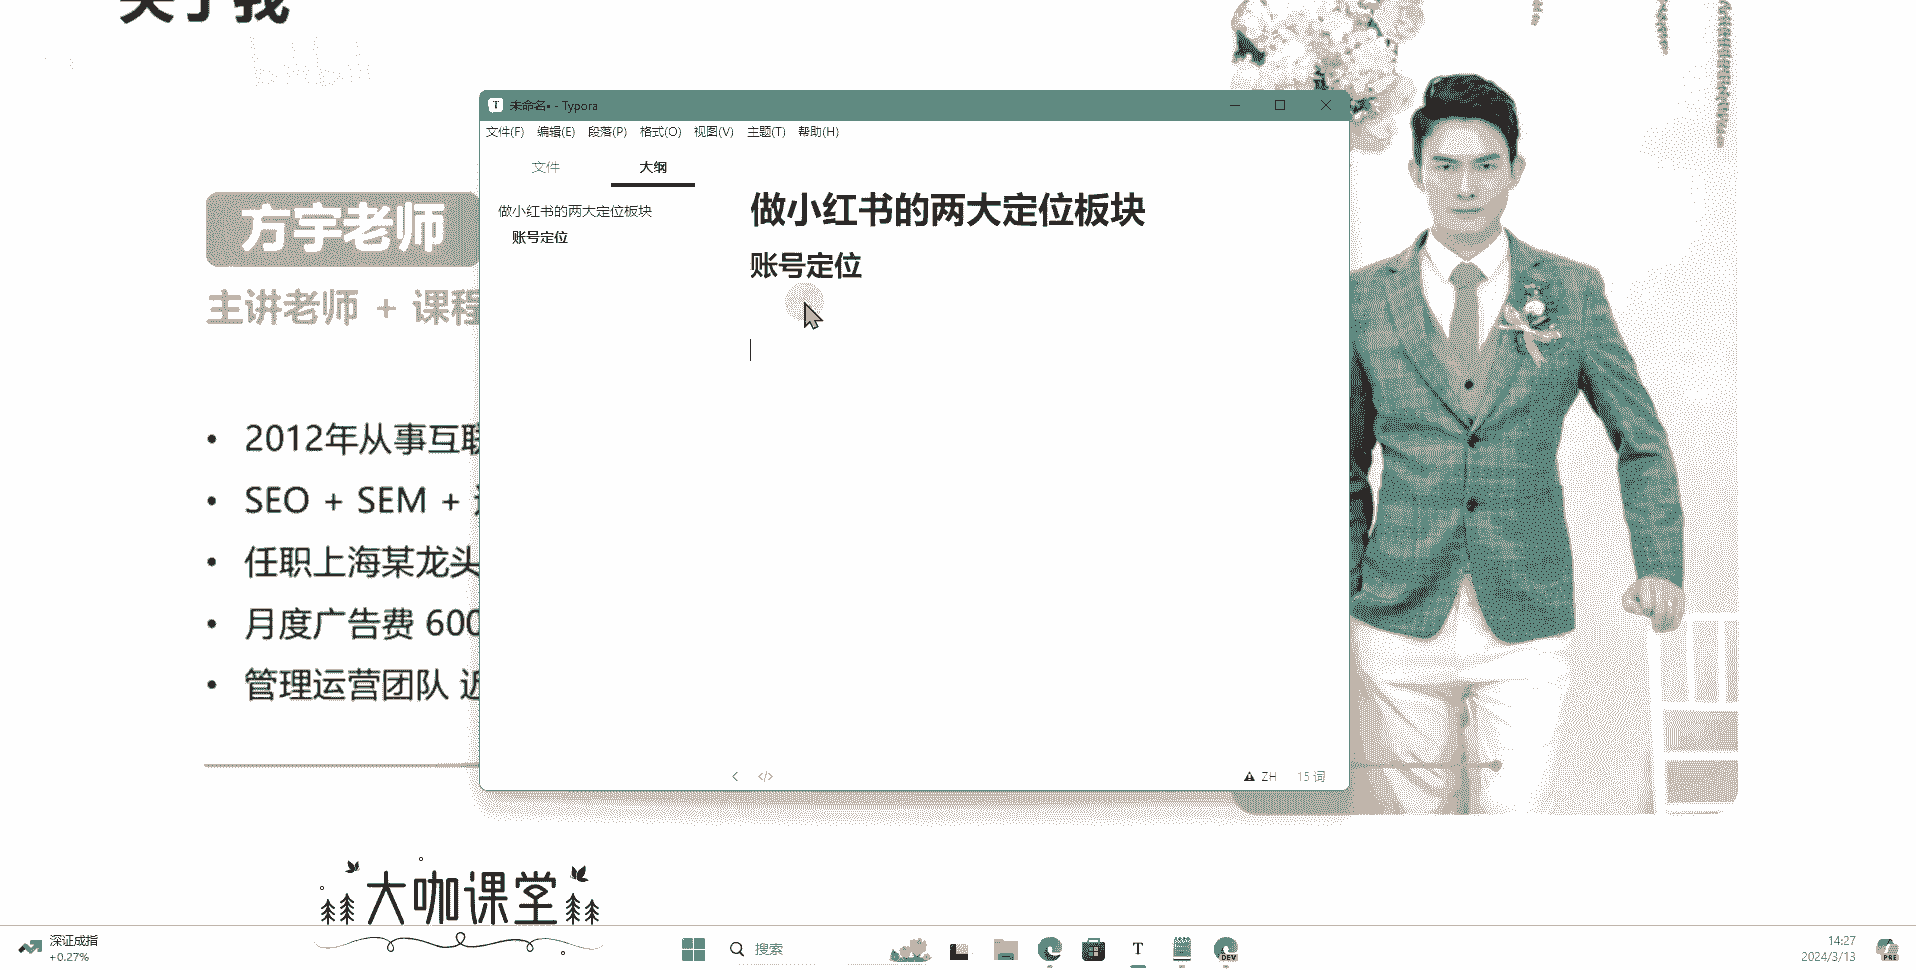 关于我
方宇老师
主讲老师 + 课程
2012年从事互联
SEO + SEM +
任职上海某龙头
月度广告费 600
管理运营团队 近
未命名• - Typora
文件(F) 编辑(E) 段落(P) 格式(O) 视图(V) 主题(T) 帮助(H)
文件 大纲
做小红书的两大定位板块
账号定位
做小红书的两大定位板块
账号定位
ZH 15 词
大咖课堂
深证成指
+0.27%
搜索
T
DEV
14:27
2024/3/13
PRE